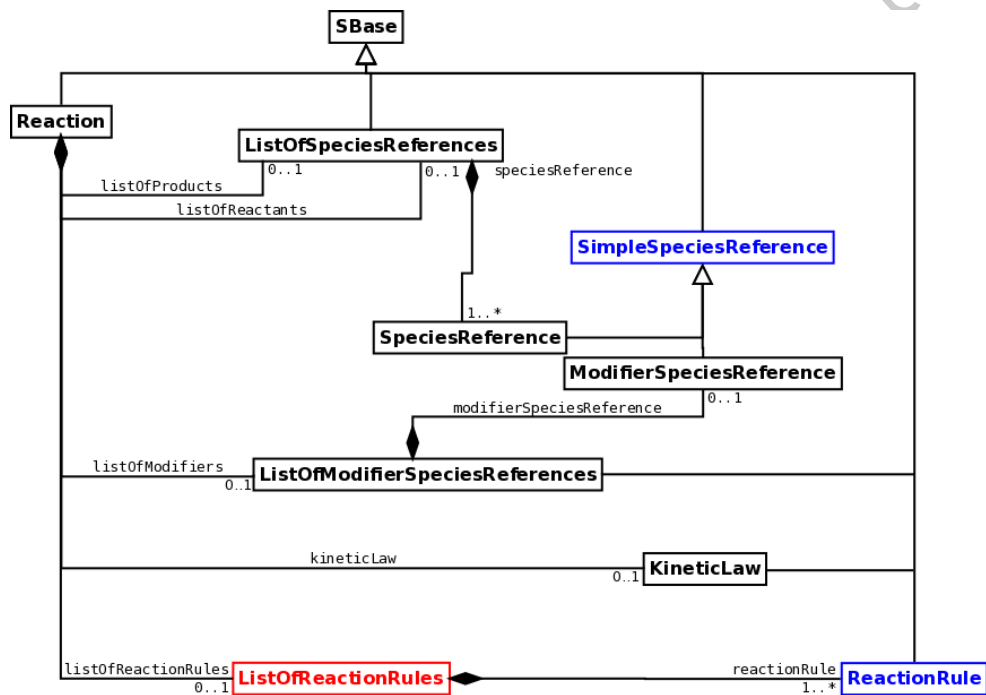 SBase
Reaction
ListOfSpeciesReferences
0..1
0..1
speciesReference
listOfProducts
listOfReactants
SimpleSpeciesReference
1..*
SpeciesReference
ModifierSpeciesReference
0..1
modifierSpeciesReference
listOfModifiers
0..1
ListOfModifierSpeciesReferences
kineticLaw
0..1
KineticLaw
listOfReactionRules
0..1
ListOfReactionRules
reactionRule
1..*
ReactionRule